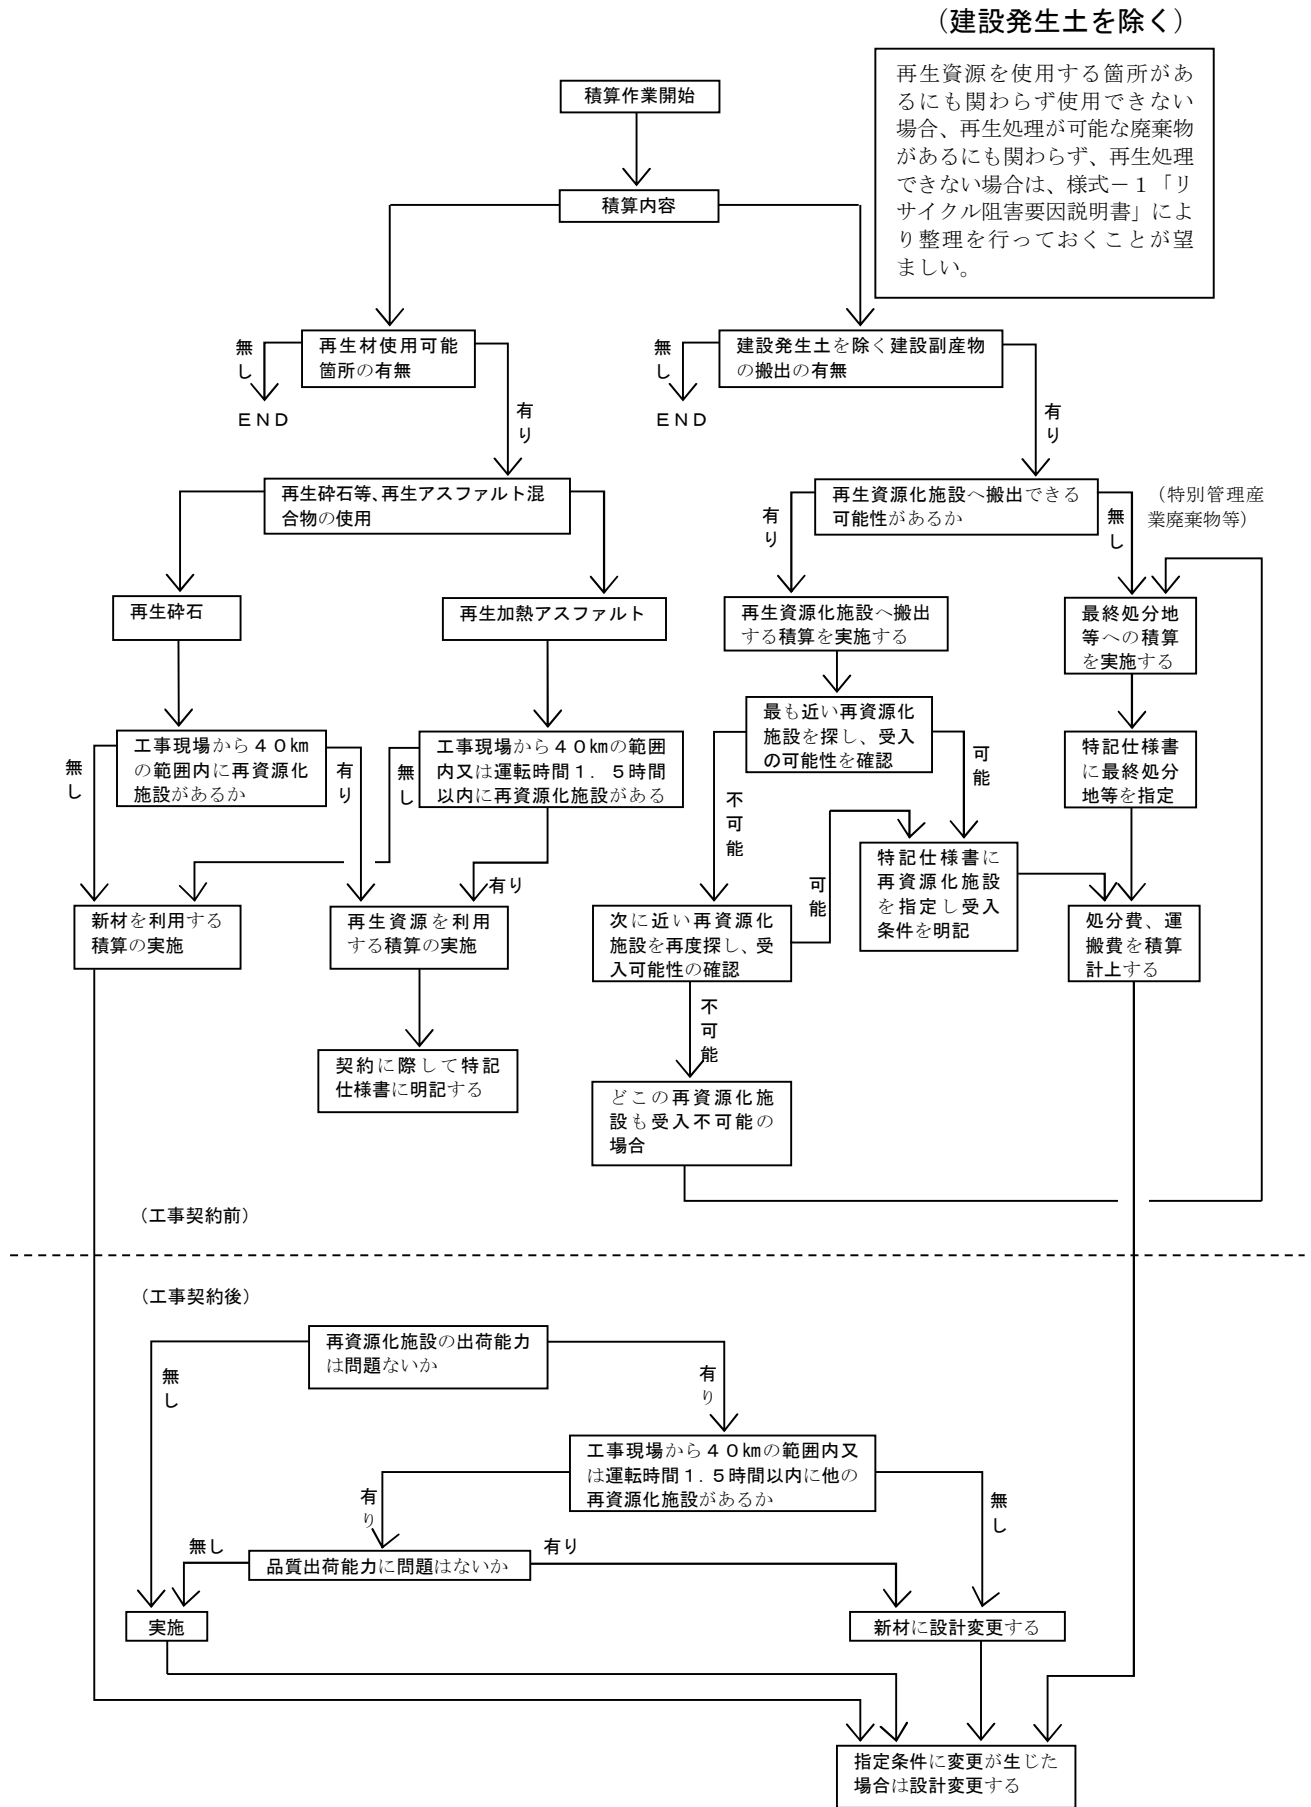 （建設発生土を除く）
再生資源を使用する箇所があ
るにも関わらず使用できない
場合、再生処理が可能な廃棄物
があるにも関わらず、再生処理
できない場合は、様式－１「リ
サイクル阻害要因説明書」によ
り整理を行っておくことが望
ましい。
積算作業開始
積算内容
再生材使用可能
箇所の有無
無し
ＥＮＤ
有り
建設発生土を除く建設副産物
の搬出の有無
無し
ＥＮＤ
有り
再生砕石等、再生アスファルト混
合物の使用
再生資源化施設へ搬出できる
可能性があるか
有り
無し
（特別管理産
業廃棄物等）
再生砕石
再生加熱アスファルト
再生資源化施設へ搬出
する積算を実施する
最終処分地
等への積算
を実施する
工事現場から４０㎞
の範囲内に再資源化
施設があるか
無し
有り
工事現場から４０㎞の範囲
内又は運転時間１．５時間
以内に再資源化施設がある
無し
有り
最も近い再資源化
施設を探し、受入
の可能性を確認
可能
不可能
特記仕様書
に最終処分
地等を指定
特記仕様書に
再資源化施設
を指定し受入
条件を明記
新材を利用する
積算の実施
再生資源を利用
する積算の実施
次に近い再資源化
施設を再度探し、受
入可能性の確認
可能
不可能
処分費、運
搬費を積算
計上する
契約に際して特記
仕様書に明記する
どこの再資源化施
設も受入不可能の
場合
（工事契約前）
（工事契約後）
再資源化施設の出荷能力
は問題ないか
無し
有り
工事現場から４０㎞の範囲内又
は運転時間１．５時間以内に他の
再資源化施設があるか
有り
無し
品質出荷能力に問題はないか
無し
有り
実施
新材に設計変更する
指定条件に変更が生じた
場合は設計変更する